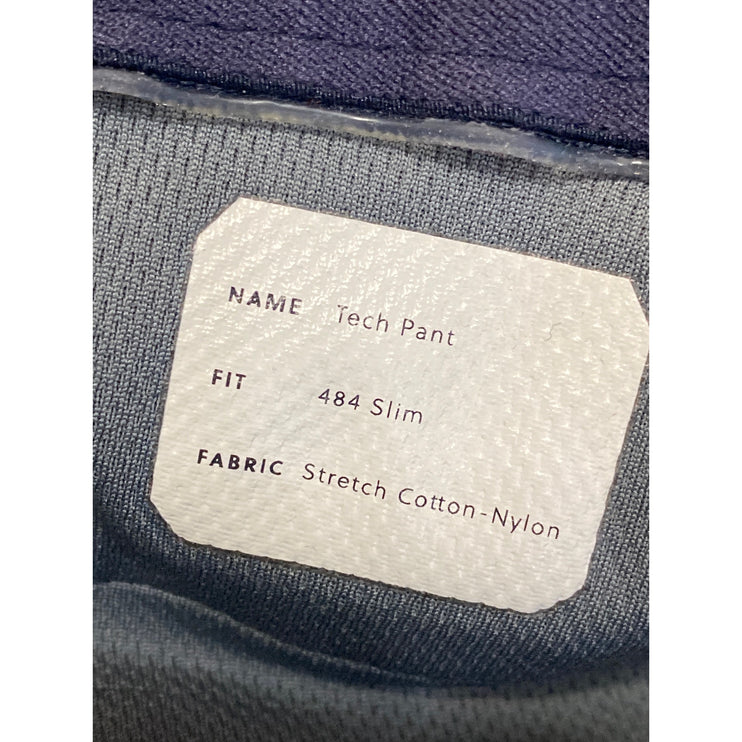 NAME Tech Pant
FIT 484 Slim
FABRIC Stretch Cotton-Nylon